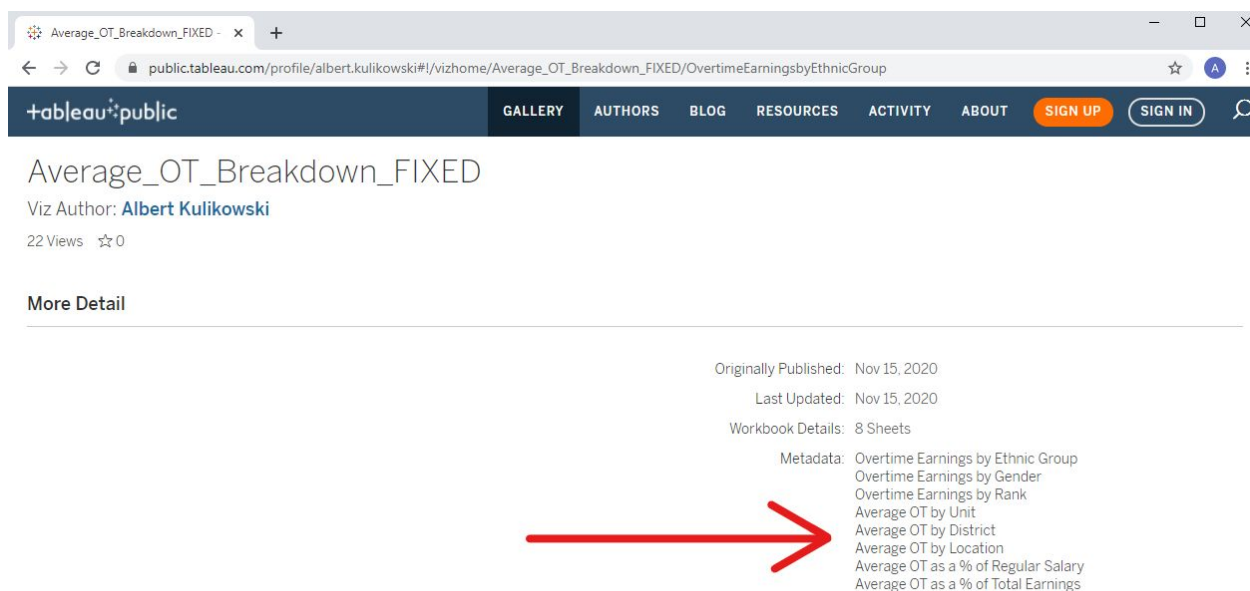 Average_OT_Breakdown_FIXED -
public.tableau.com/profile/albert.kulikowski#!/vizhome/Average_OT_Breakdown_FIXED/OvertimeEarningsbyEthnicGroup
A
+ableau public GALLERY AUTHORS BLOG RESOURCES ACTIVITY ABOUT SIGN UP SIGN IN
Average_OT_Breakdown_FIXED
Viz Author: Albert Kulikowski
22 Views ☆ 0
More Detail
Originally Published: Nov 15, 2020
Last Updated: Nov 15, 2020
Workbook Details: 8 Sheets
Metadata: Overtime Earnings by Ethnic Group
Overtime Earnings by Gender
Overtime Earnings by Rank
Average OT by Unit
Average OT by District
Average OT by Location
Average OT as a % of Regular Salary
Average OT as a % of Total Earnings